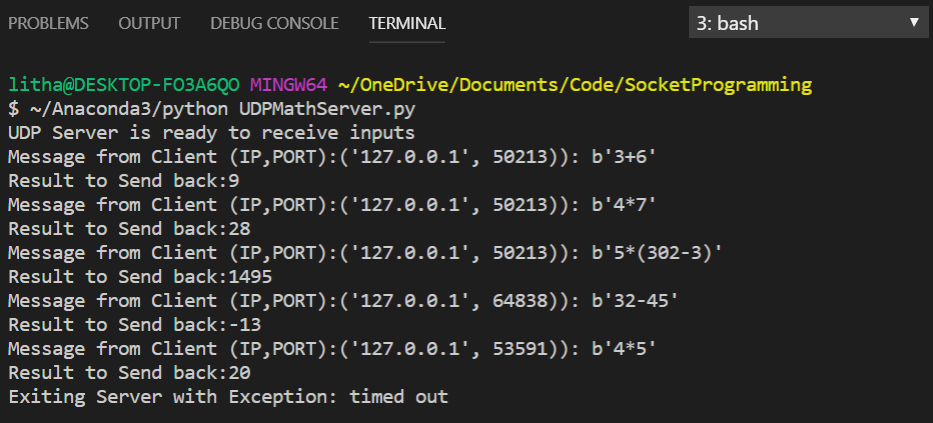 PROBLEMS OUTPUT DEBUG CONSOLE TERMINAL 3: bash
litha@DESKTOP-FO3A6QO MINGW64 ~/OneDrive/Documents/Code/SocketProgramming
$ ~/Anaconda3/python UDPMathServer.py
UDP Server is ready to receive inputs
Message from Client (IP,PORT):('127.0.0.1', 50213)): b'3+6'
Result to Send back:9
Message from Client (IP,PORT):('127.0.0.1', 50213)): b'4*7'
Result to Send back:28
Message from Client (IP,PORT):('127.0.0.1', 50213)): b'5*(302-3)'
Result to Send back:1495
Message from Client (IP,PORT):('127.0.0.1', 64838)): b'32-45'
Result to Send back:-13
Message from Client (IP,PORT):('127.0.0.1', 53591)): b'4*5'
Result to Send back:20
Exiting Server with Exception: timed out